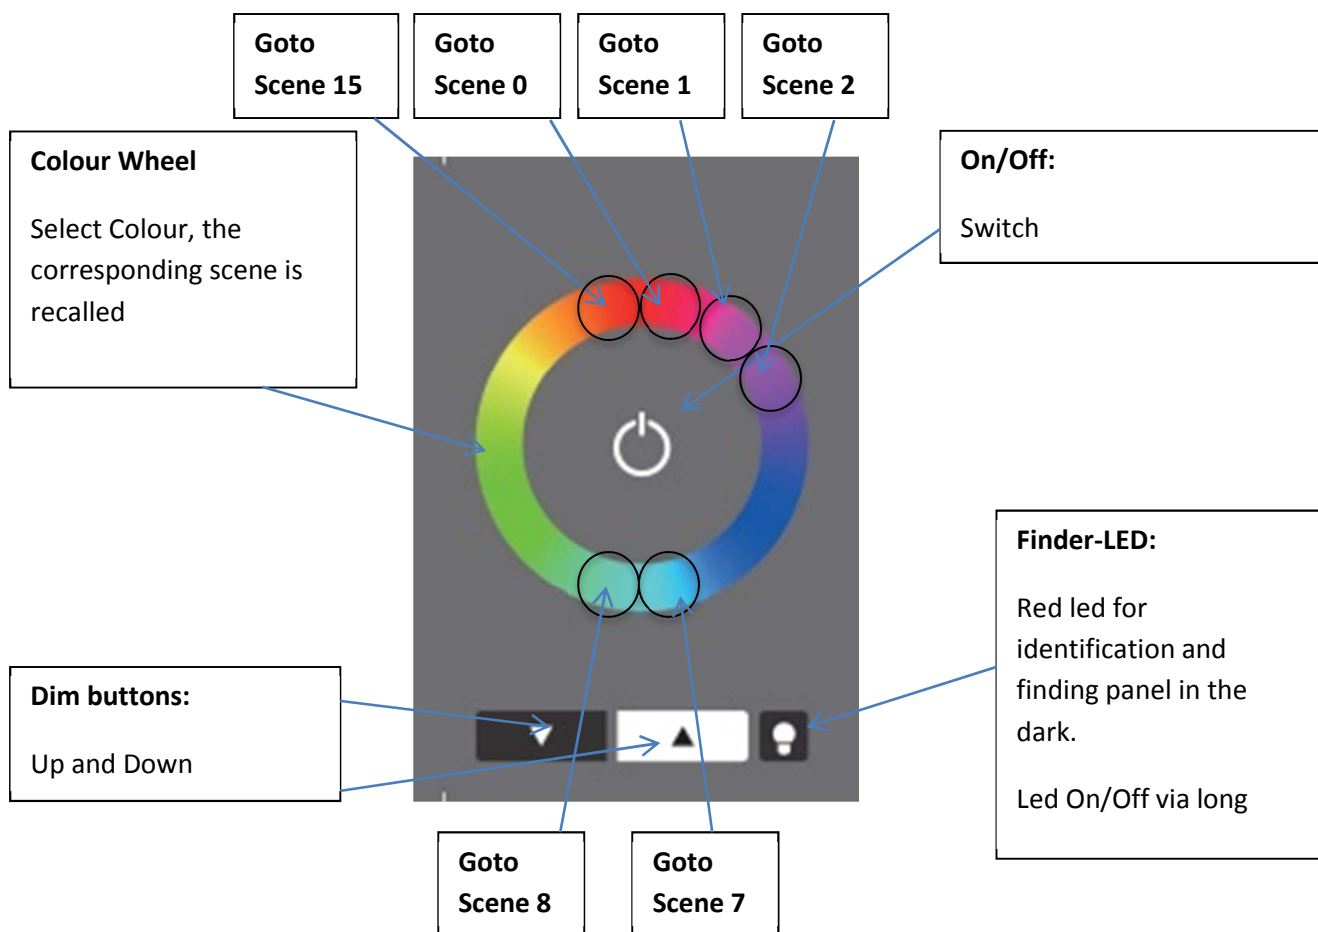 Goto
Scene 15
Goto
Scene 0
Goto
Scene 1
Goto
Scene 2
Colour Wheel
Select Colour, the
corresponding scene is
recalled
On/Off:
Switch
Finder-LED:
Red led for
identification and
finding panel in the
dark.
Led On/Off via long
Dim buttons:
Up and Down
Goto
Scene 8
Goto
Scene 7